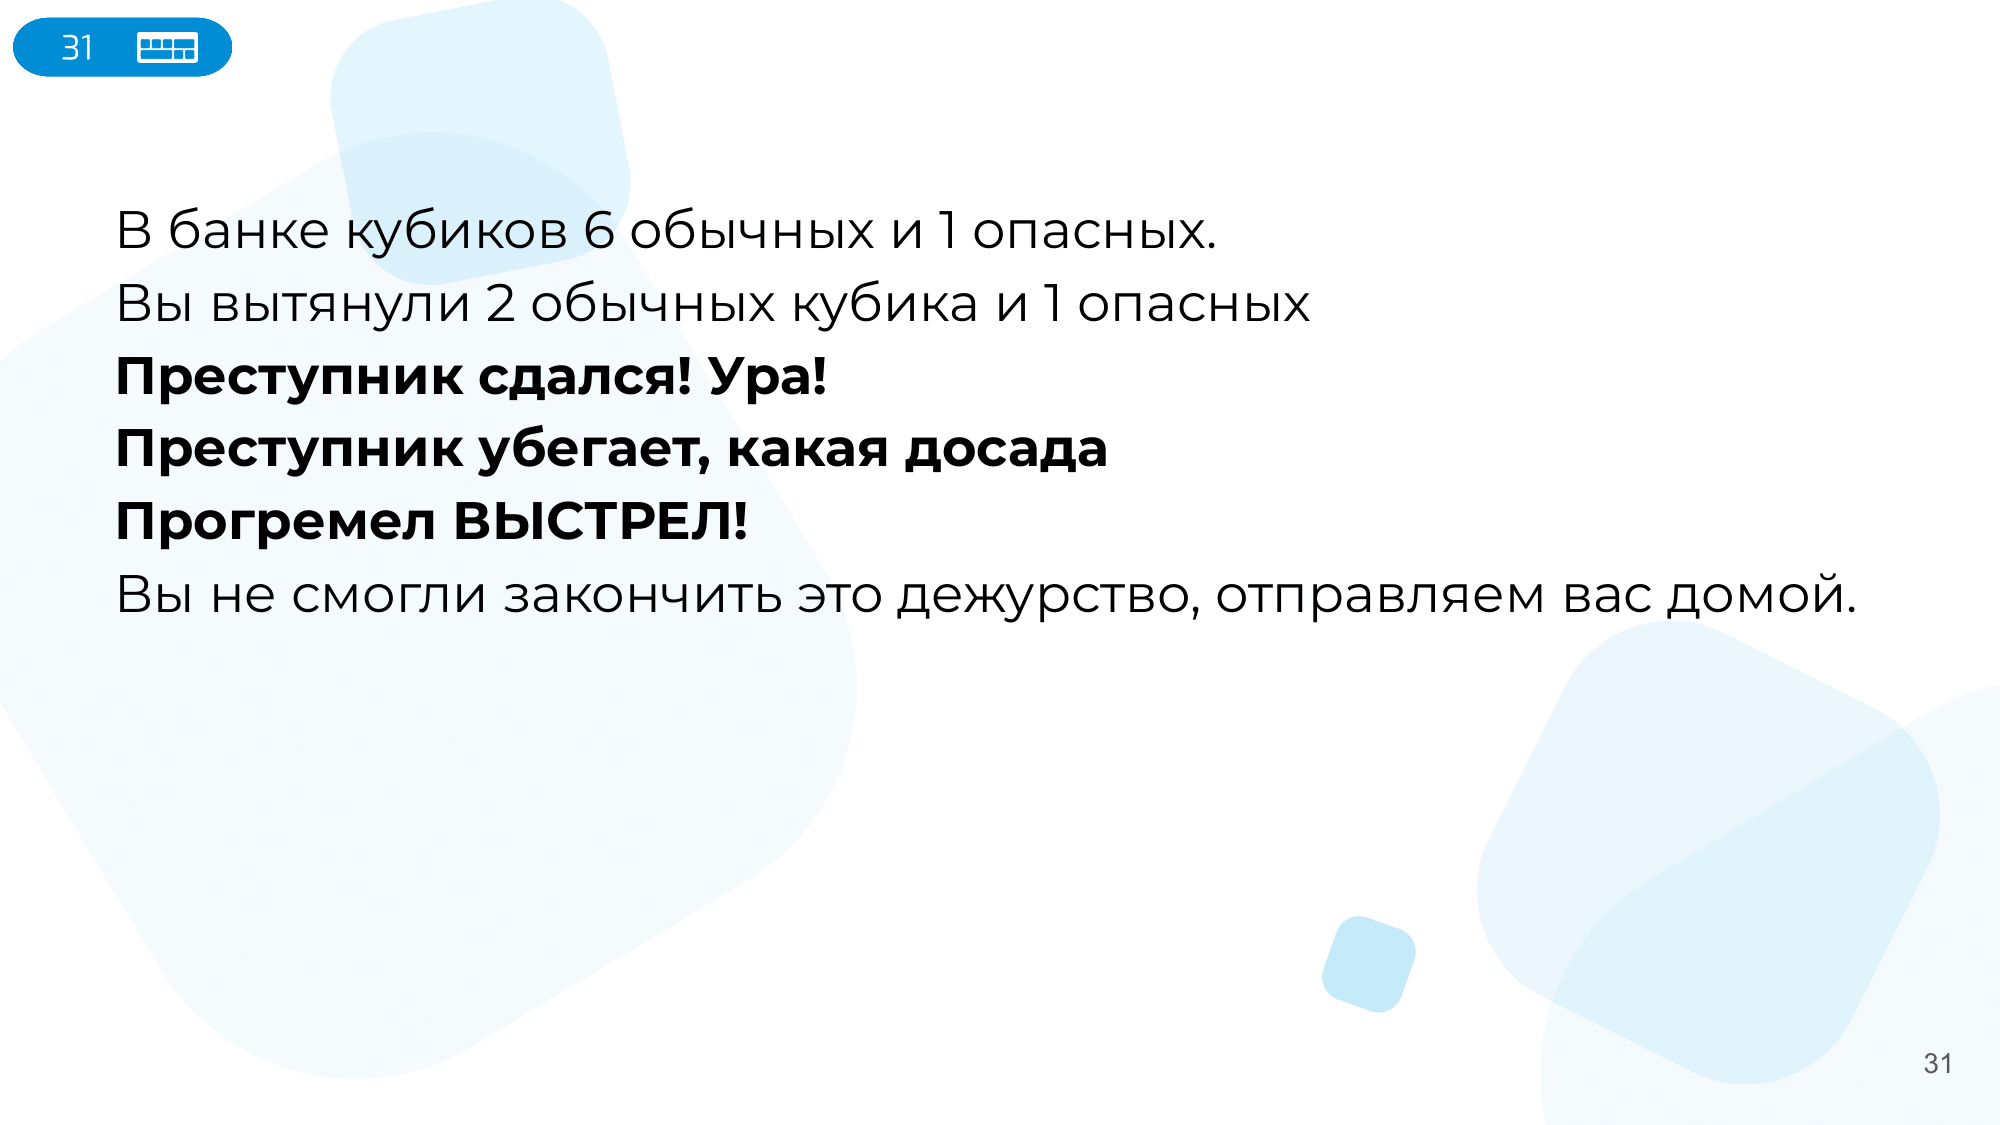 31
В банке кубиков 6 обычных и 1 опасных.
Вы вытянули 2 обычных кубика и 1 опасных
Преступник сдался! Ура!
Преступник убегает, какая досада
Прогремел ВЫСТРЕЛ!
Вы не смогли закончить это дежурство, отправляем вас домой.
31